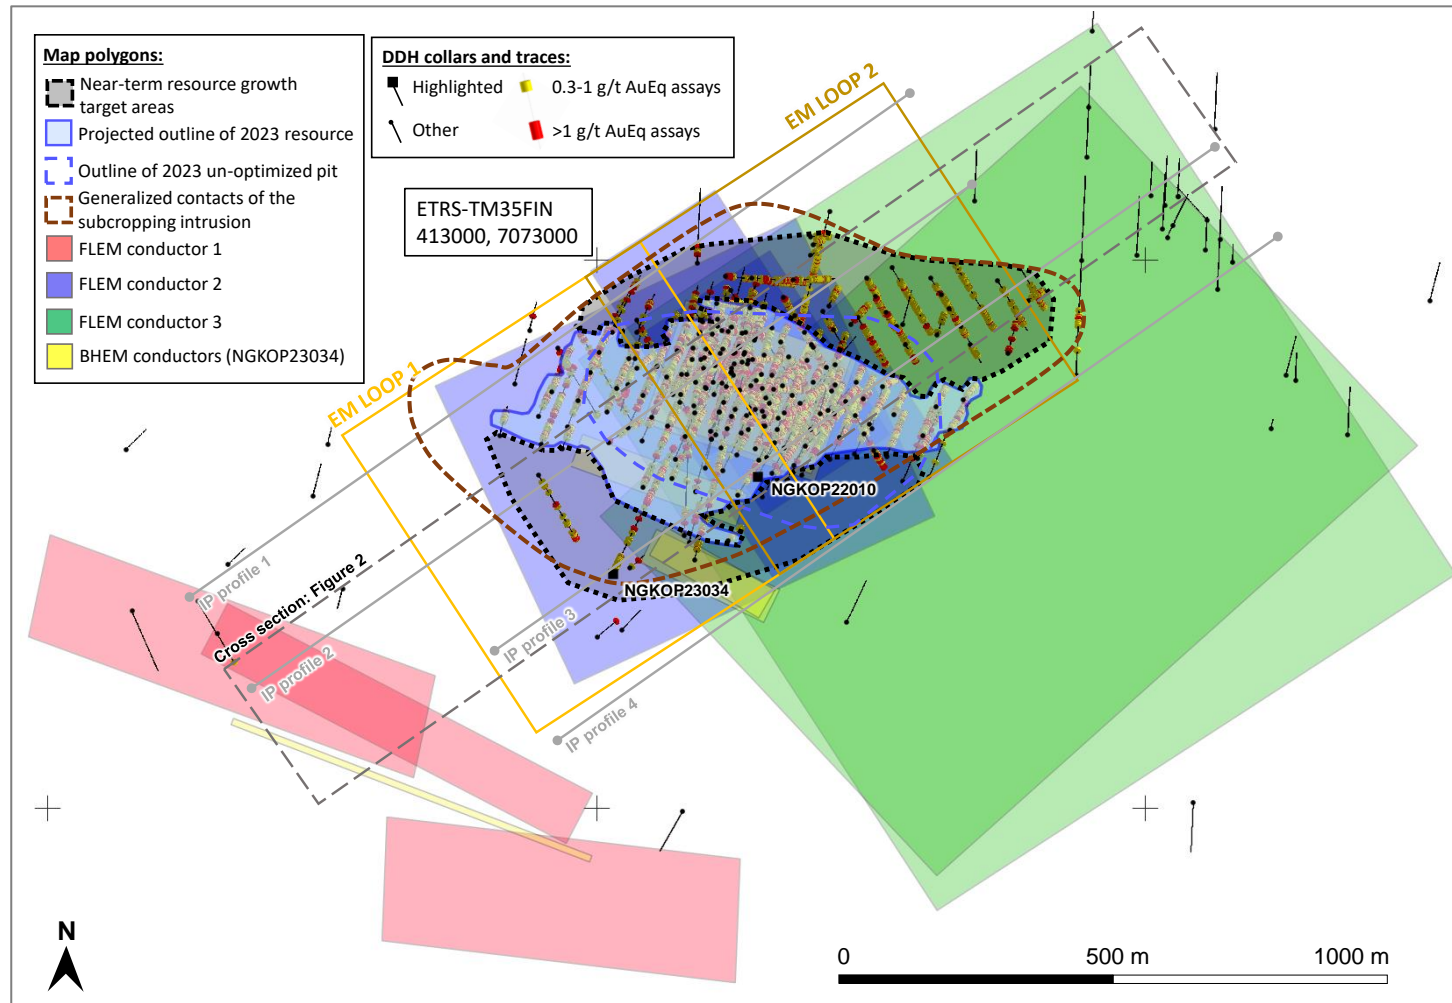 Map polygons:
Near-term resource growth
target areas
Projected outline of 2023 resource
Outline of 2023 un-optimized pit
Generalized contacts of the
subcropping intrusion
FLEM conductor 1
FLEM conductor 2
FLEM conductor 3
BHEM conductors (NGKOP23034)
DDH collars and traces:
Highlighted
0.3-1 g/t AuEq assays
Other
>1 g/t AuEq assays
ETRS-TM35FIN
413000, 7073000
EM LOOP 2
EM LOOP 1
NGKOP22010
NGKOP23034
IP profile 1
Cross section: Figure 2
IP profile 2
IP profile 3
IP profile 4
N
0
500 m
1000 m